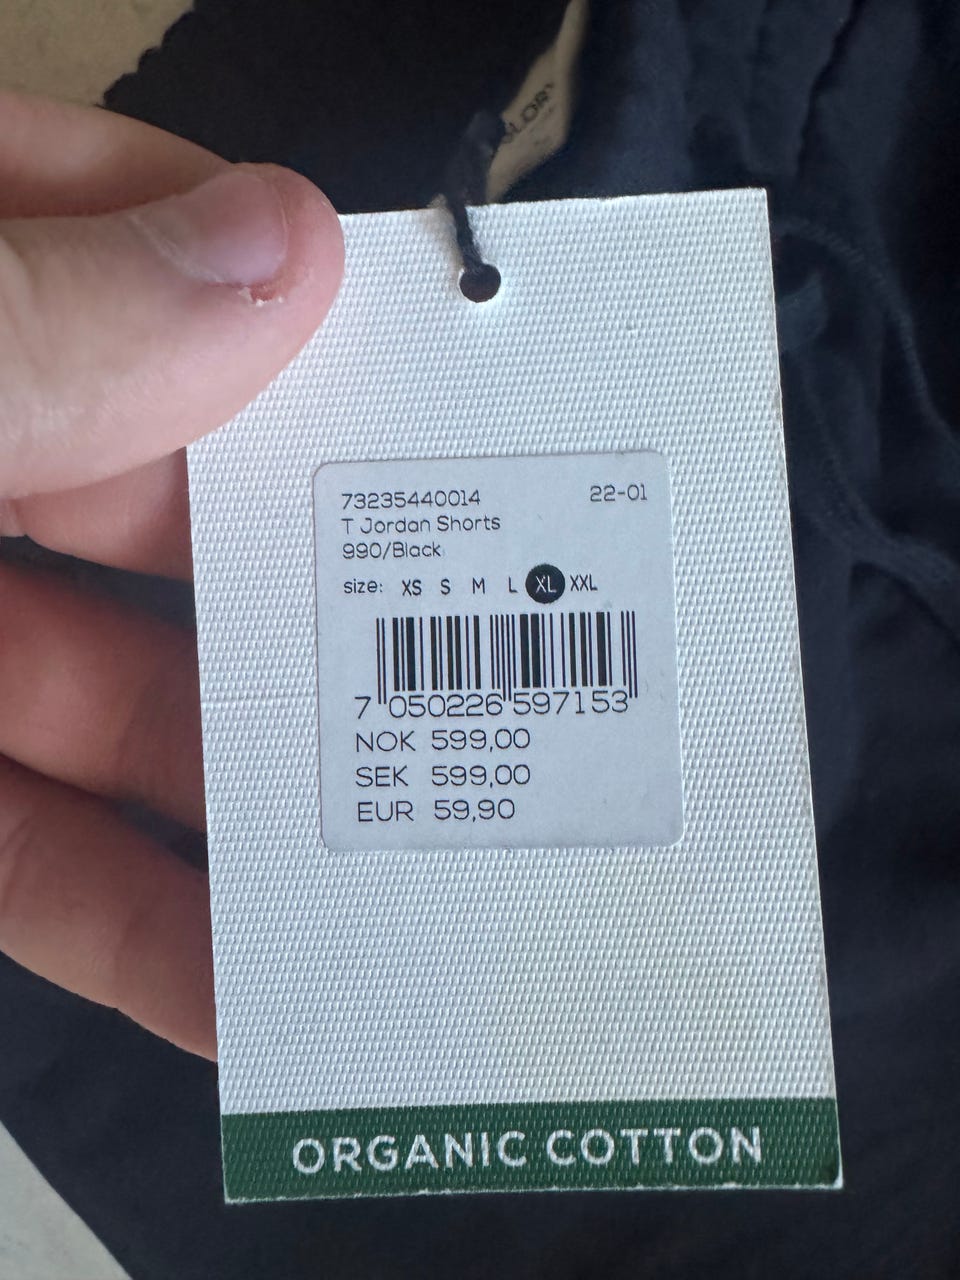 73235440014 22-01
T Jordan Shorts
990/Black
size: XS S M L XL XXL
7 050226 597153
NOK 599,00
SEK 599,00
EUR 59,90
ORGANIC COTTON